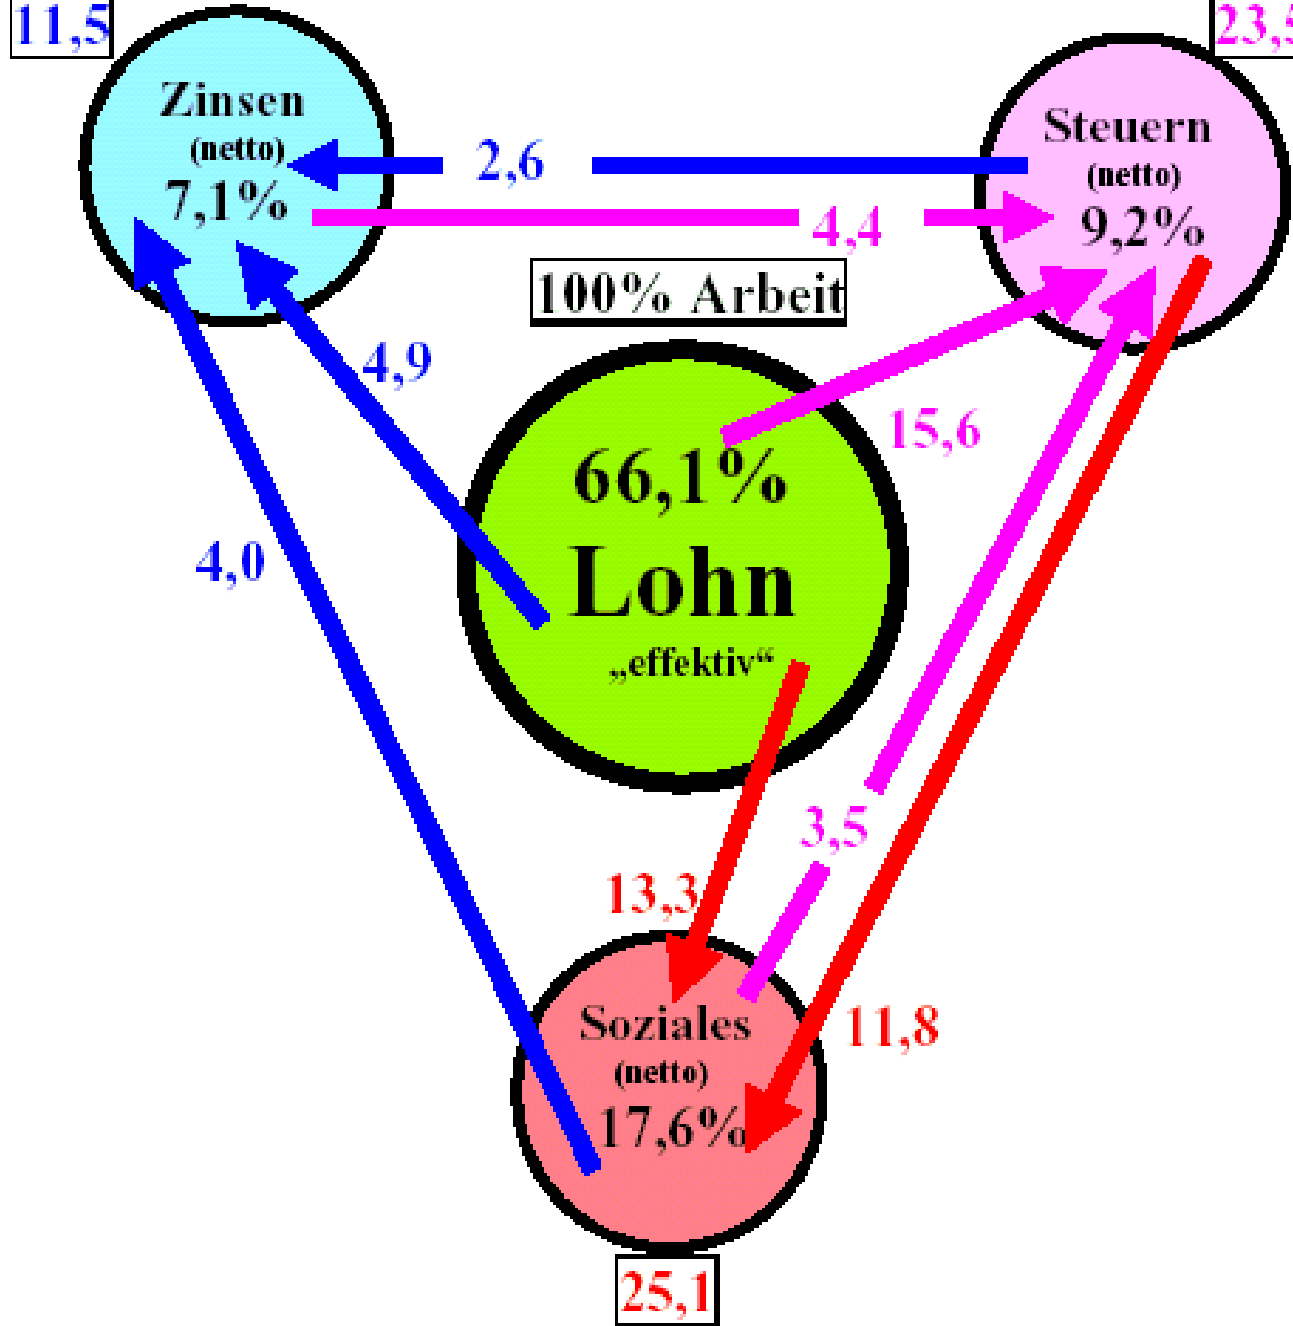 11,5
23,5
Zinsen
(netto)
7,1%
Steuern
(netto)
9,2%
2,6
4,4
100% Arbeit
4,9
15,6
66,1%
Lohn
„effektiv“
4,0
3,5
13,3
11,8
Soziales
(netto)
17,6%
25,1